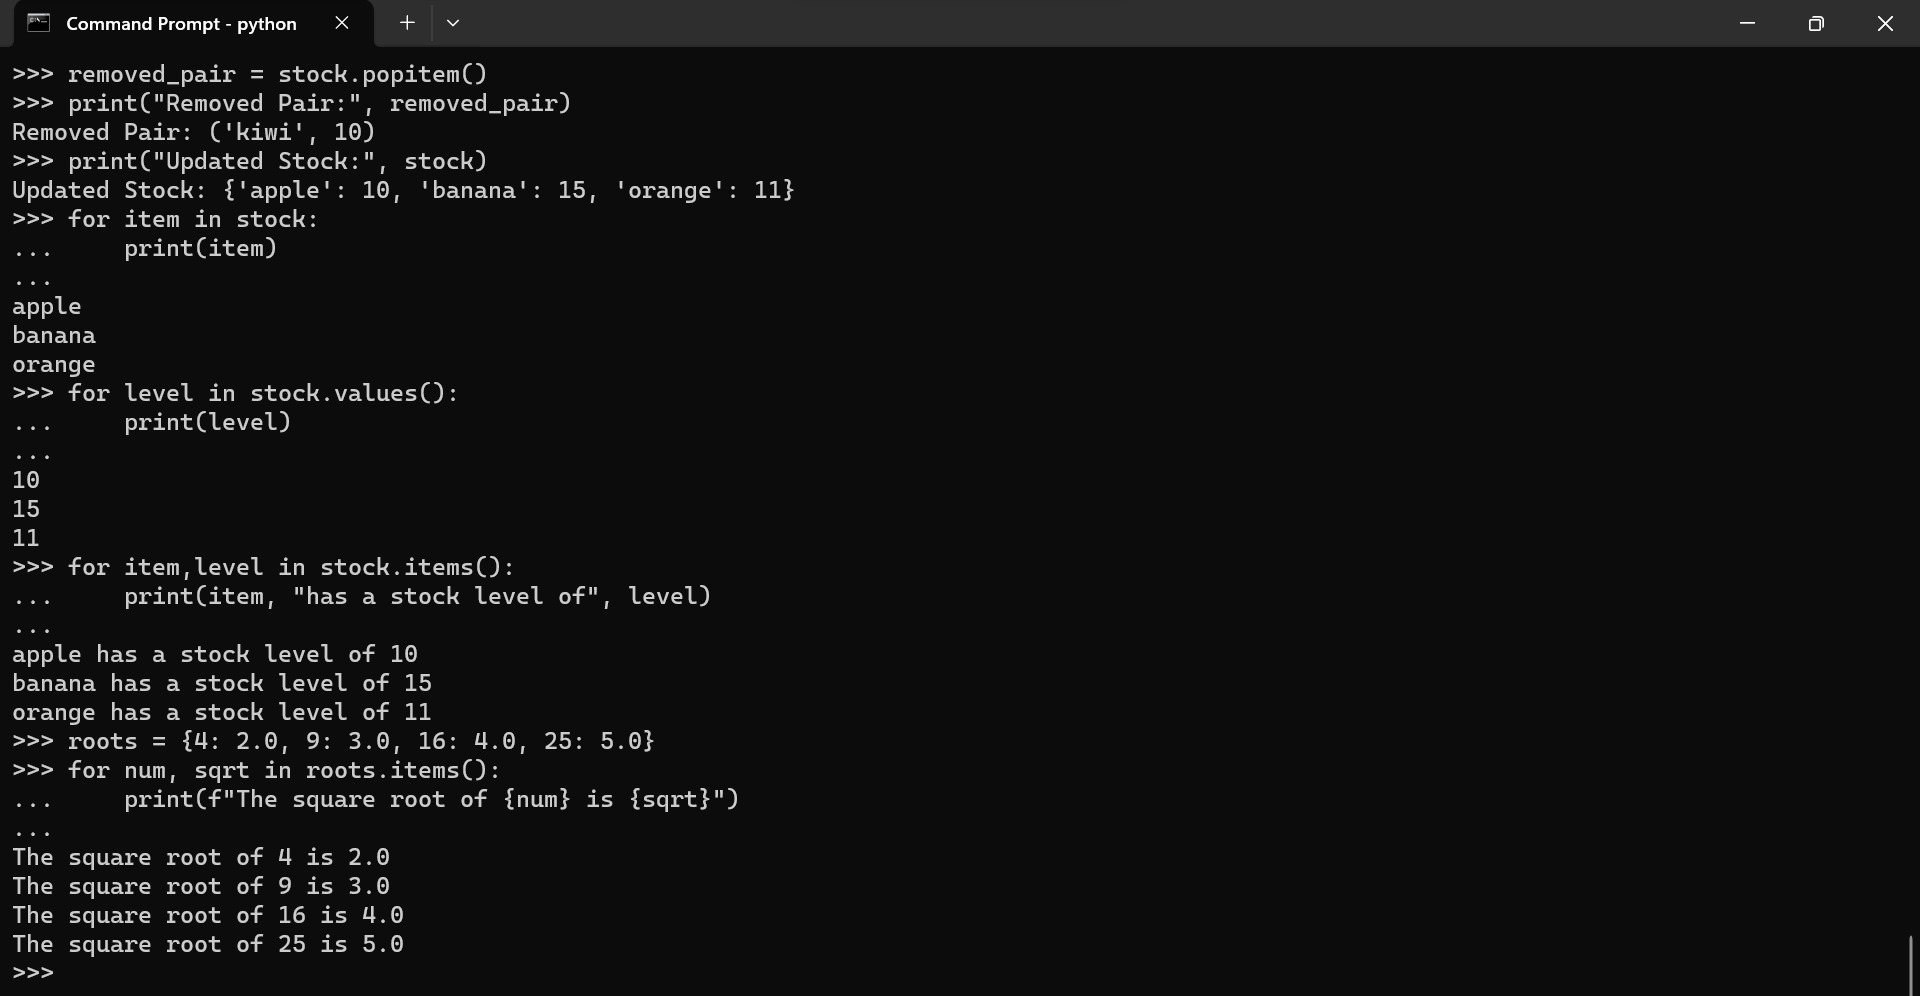 Command Prompt - python
>>> removed_pair = stock.popitem()
>>> print("Removed Pair:", removed_pair)
Removed Pair: ('kiwi', 10)
>>> print("Updated Stock:", stock)
Updated Stock: {'apple': 10, 'banana': 15, 'orange': 11}
>>> for item in stock:
...     print(item)
...
apple
banana
orange
>>> for level in stock.values():
...     print(level)
...
10
15
11
>>> for item,level in stock.items():
...     print(item, "has a stock level of", level)
...
apple has a stock level of 10
banana has a stock level of 15
orange has a stock level of 11
>>> roots = {4: 2.0, 9: 3.0, 16: 4.0, 25: 5.0}
>>> for num, sqrt in roots.items():
...     print(f"The square root of {num} is {sqrt}")
...
The square root of 4 is 2.0
The square root of 9 is 3.0
The square root of 16 is 4.0
The square root of 25 is 5.0
>>>